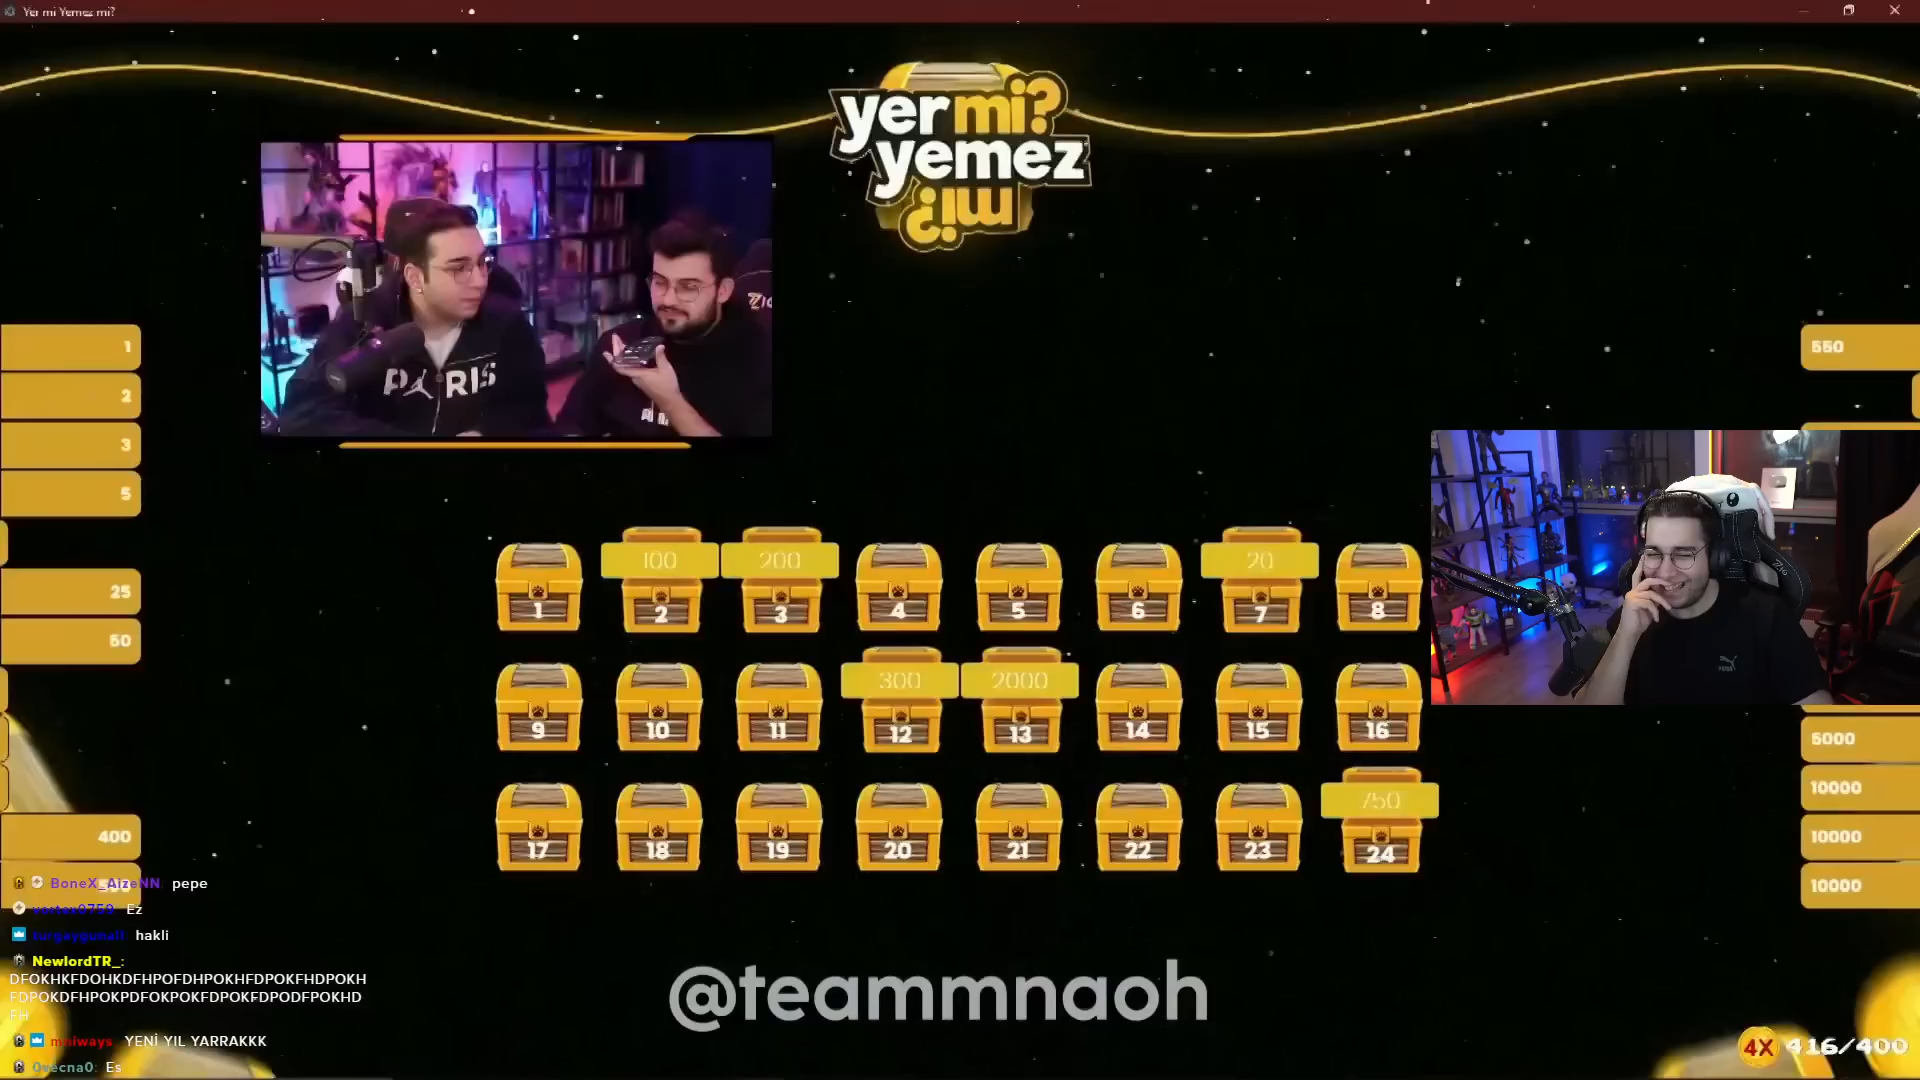 Yer mi Yemez mi?
yer mi?
yemez
mi?
PARIS
1
2
3
5
25
50
400
550
5000
10000
10000
10000
100
200
20
1
2
3
4
5
6
7
8
300
2000
9
10
11
12
13
14
15
16
750
17
18
19
20
21
22
23
24
BoneX_AizeNN: pepe
Ez
hakli
NewlordTR_:
DFOKHKFDOHKDFHPOFDHPOKHFDPOKFHDPOKH
FDPOKDFHPOKPDFOKPOKFDPOKFDPODFPOKHD
FH
YENİ YIL YARRAKKK
0vecna0: Es
@teammnaoh
4X 416/400